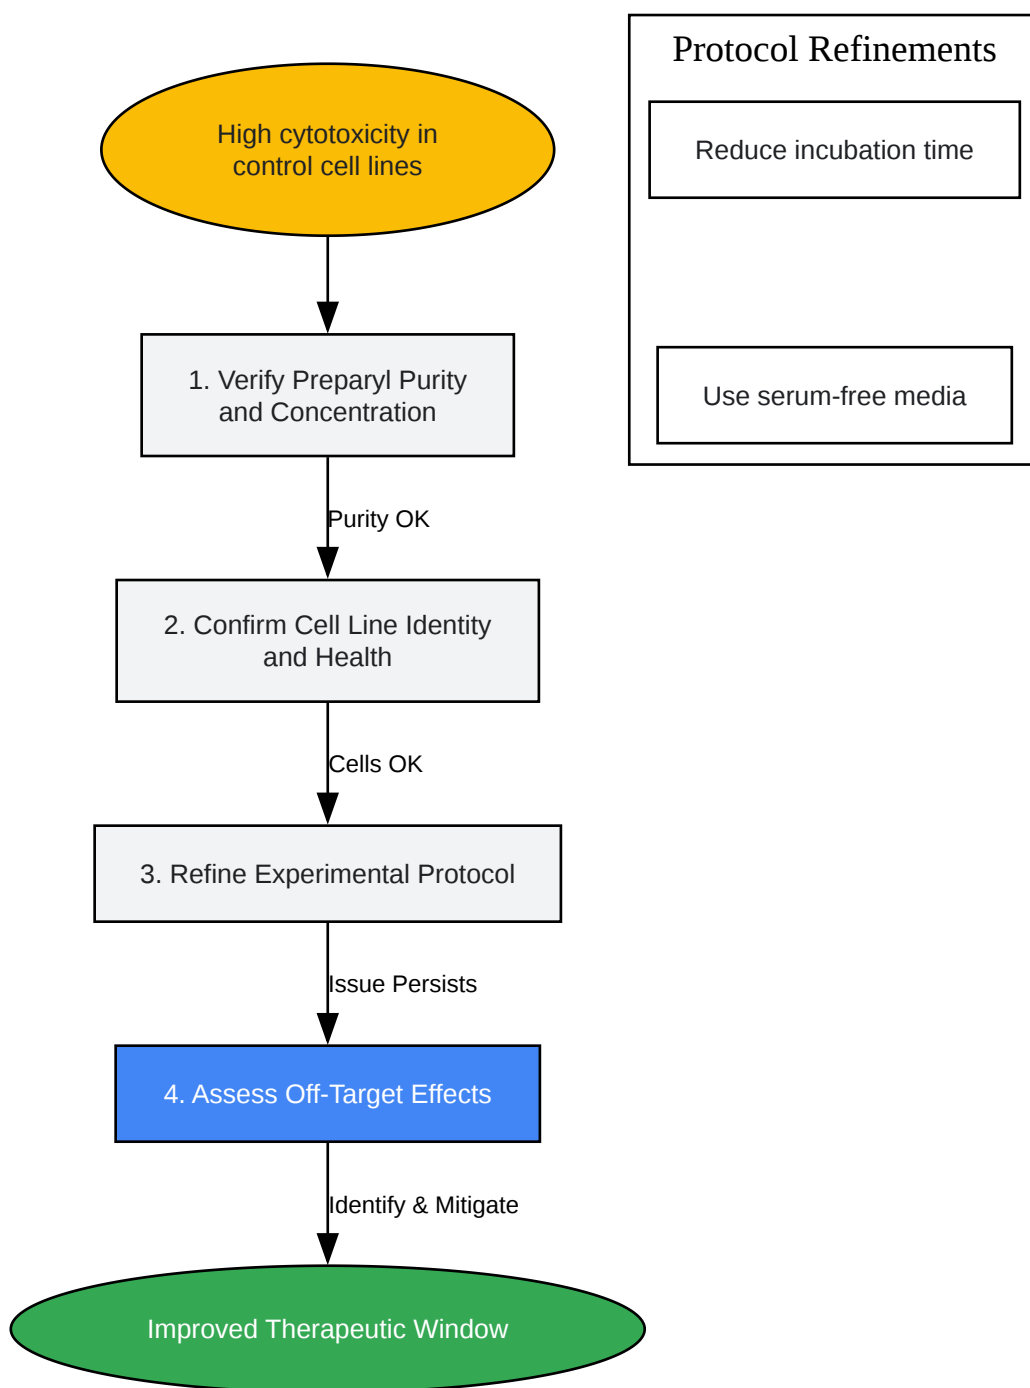 High cytotoxicity in
control cell lines
1. Verify Preparyl Purity
and Concentration
Purity OK
2. Confirm Cell Line Identity
and Health
Cells OK
3. Refine Experimental Protocol
Issue Persists
4. Assess Off-Target Effects
Identify & Mitigate
Improved Therapeutic Window
Protocol Refinements
Reduce incubation time
Use serum-free media